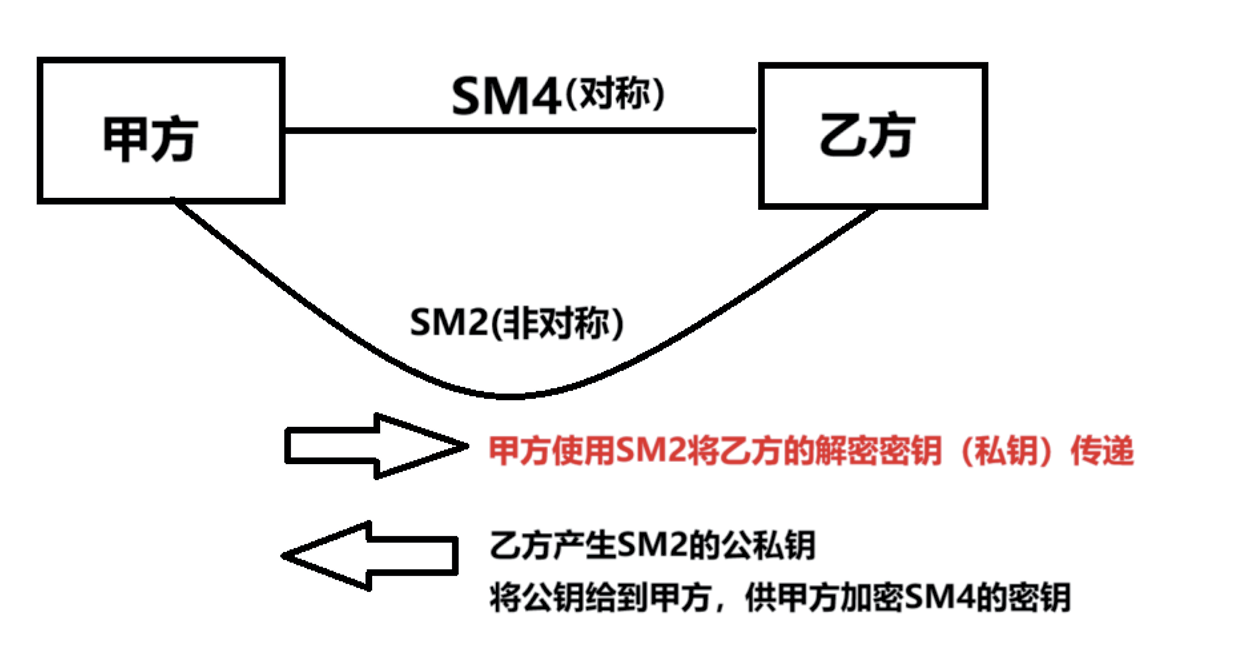 甲方
SM4(对称)
乙方
SM2(非对称)
甲方使用SM2将乙方的解密密钥（私钥）传递
乙方产生SM2的公私钥
将公钥给到甲方，供甲方加密SM4的密钥